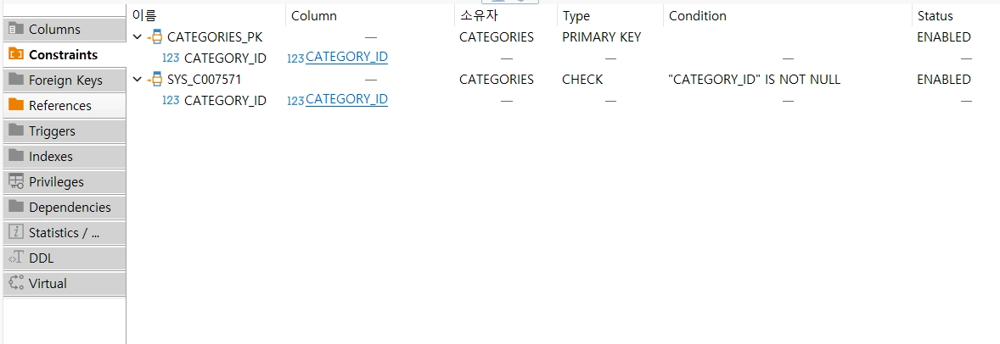 이름 Column 소유자 Type Condition Status
Columns
CATEGORIES_PK — CATEGORIES PRIMARY KEY ENABLED
Constraints
123 CATEGORY_ID 123 CATEGORY_ID — — — —
Foreign Keys
SYS_C007571 — CATEGORIES CHECK "CATEGORY_ID" IS NOT NULL ENABLED
References
123 CATEGORY_ID 123 CATEGORY_ID — — — —
Triggers
Indexes
Privileges
Dependencies
Statistics / ...
DDL
Virtual